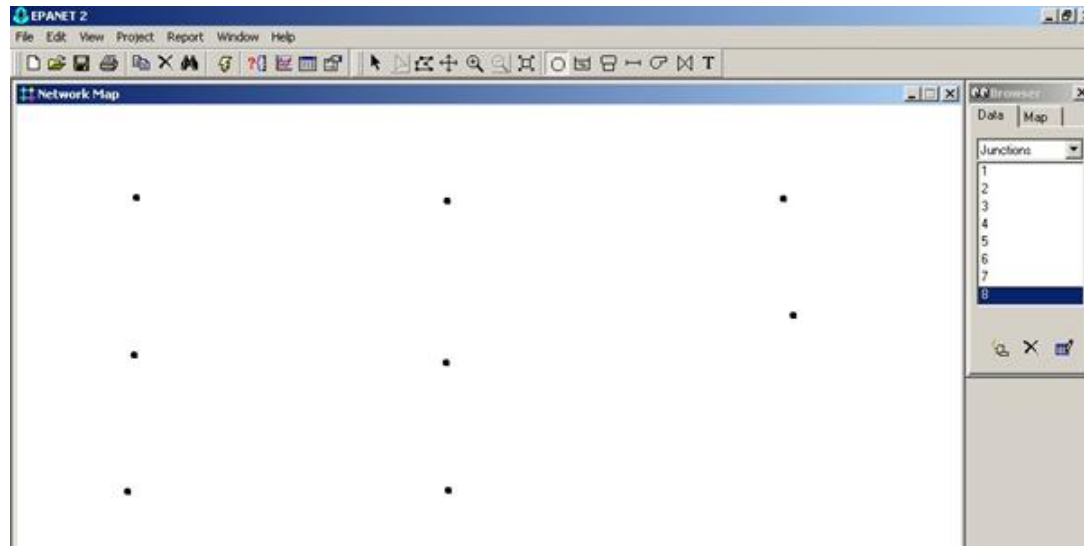 EPANET 2
File Edit View Project Report Window Help
T
Network Map
Browser
Data Map
Junctions
1
2
3
4
5
6
7
8